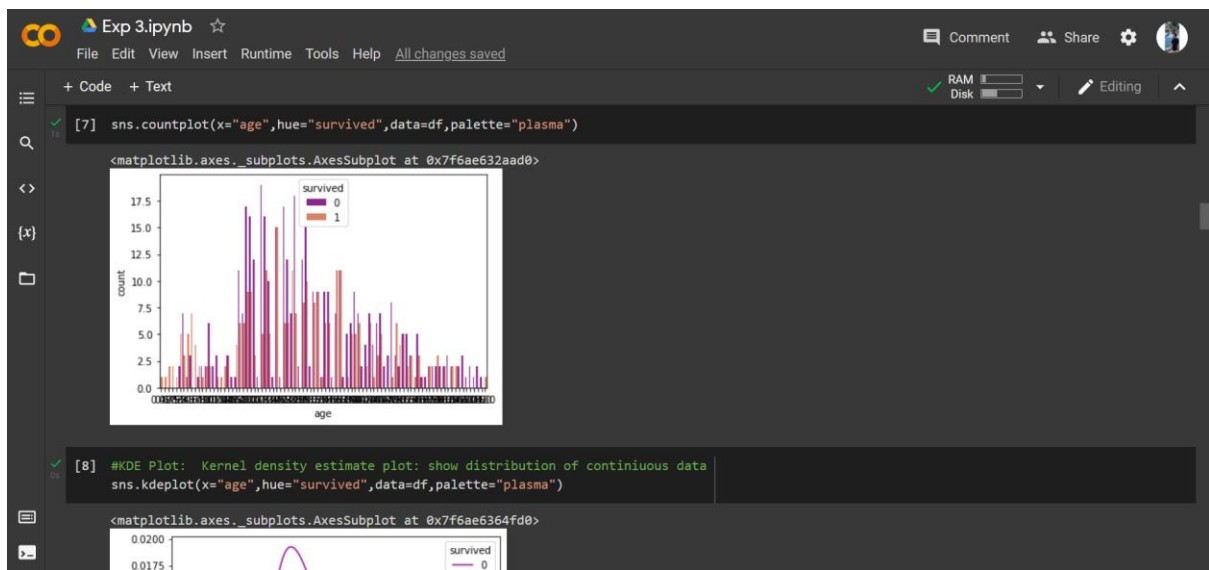 Exp 3.ipynb
Comment
Share
File Edit View Insert Runtime Tools Help All changes saved
+ Code + Text
RAM
Disk
Editing
[7] sns.countplot(x="age",hue="survived",data=df,palette="plasma")
1s
<matplotlib.axes._subplots.AxesSubplot at 0x7f6ae632aad0>
survived
0
1
17.5
15.0
12.5
10.0
7.5
5.0
2.5
0.0
count
age
{x}
[8] #KDE Plot: Kernel density estimate plot: show distribution of continiuous data
0s
sns.kdeplot(x="age",hue="survived",data=df,palette="plasma")
<matplotlib.axes._subplots.AxesSubplot at 0x7f6ae6364fd0>
0.0200
survived
0.0175
0